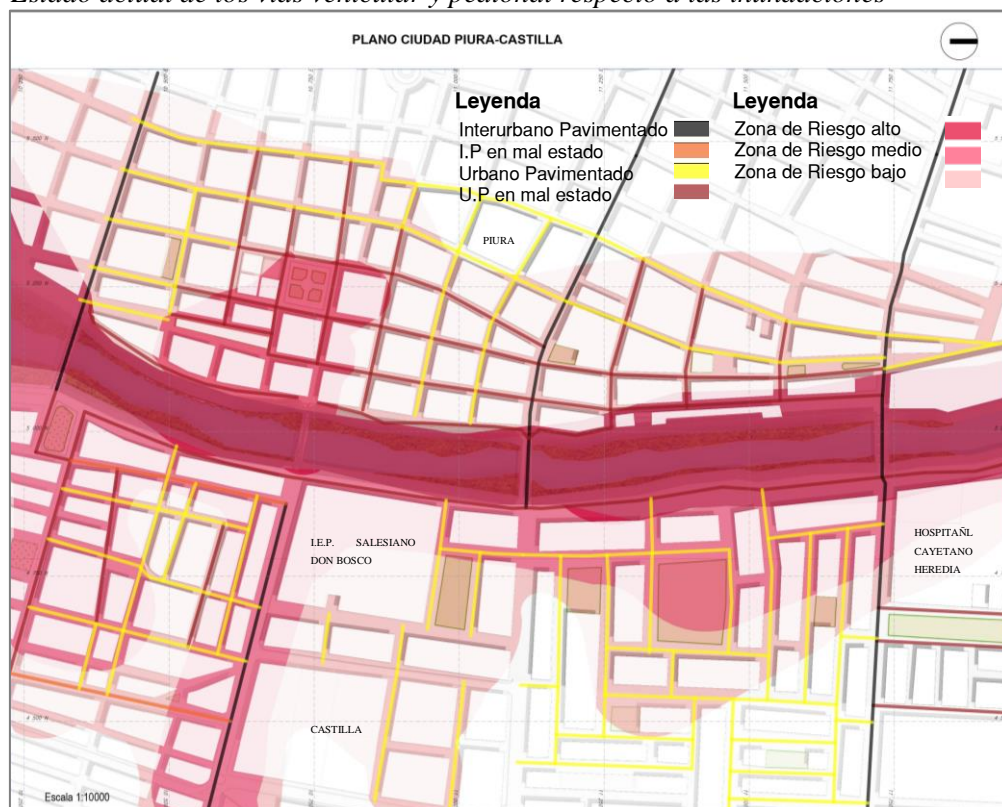 Estado actual de los vías vehicular y peatonal respecto a las inundaciones
PLANO CIUDAD PIURA-CASTILLA
Leyenda
Interurbano Pavimentado
I.P en mal estado
Urbano Pavimentado
U.P en mal estado
Leyenda
Zona de Riesgo alto
Zona de Riesgo medio
Zona de Riesgo bajo
PIURA
I.E.P. SALESIANO
DON BOSCO
HOSPITAÑL
CAYETANO
HEREDIA
CASTILLA
Escala 1:10000